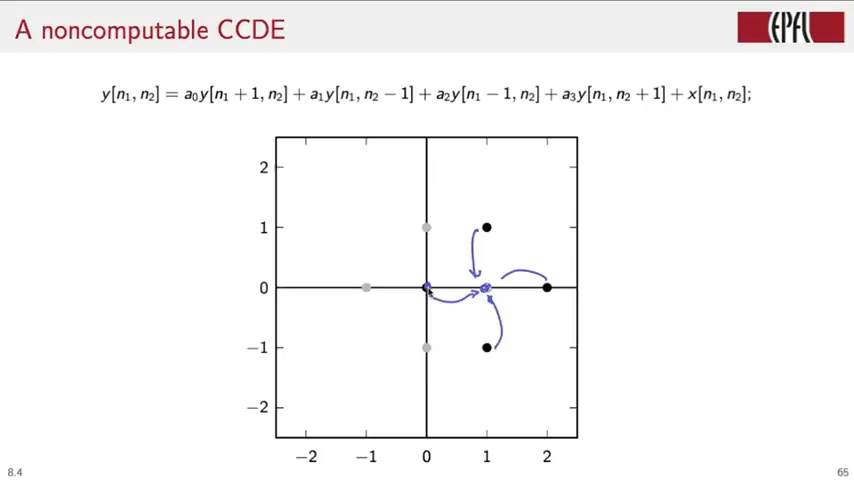 A noncomputable CCDE
EPFL
y[n₁, n₂] = a₀y[n₁ + 1, n₂] + a₁y[n₁, n₂ − 1] + a₂y[n₁ − 1, n₂] + a₃y[n₁, n₂ + 1] + x[n₁, n₂];
2
1
0
−1
−2
−2 −1 0 1 2
8.4 65